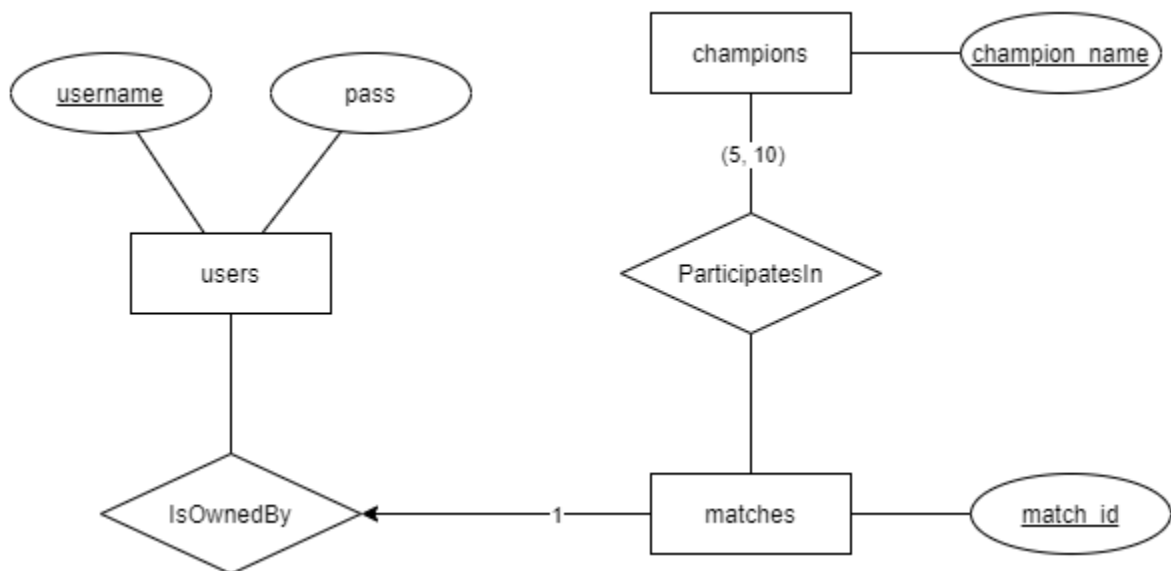 champions
champion_name
username
pass
(5, 10)
users
ParticipatesIn
IsOwnedBy
1
matches
match_id